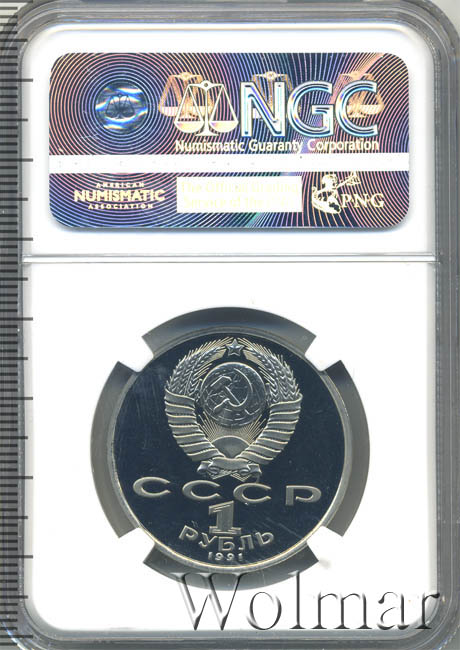 NGC
Numismatic Guaranty Corporation
AMERICAN
NUMISMATIC
ASSOCIATION
PNG
СССР
1
РУБЛЬ
1991
Wolmar